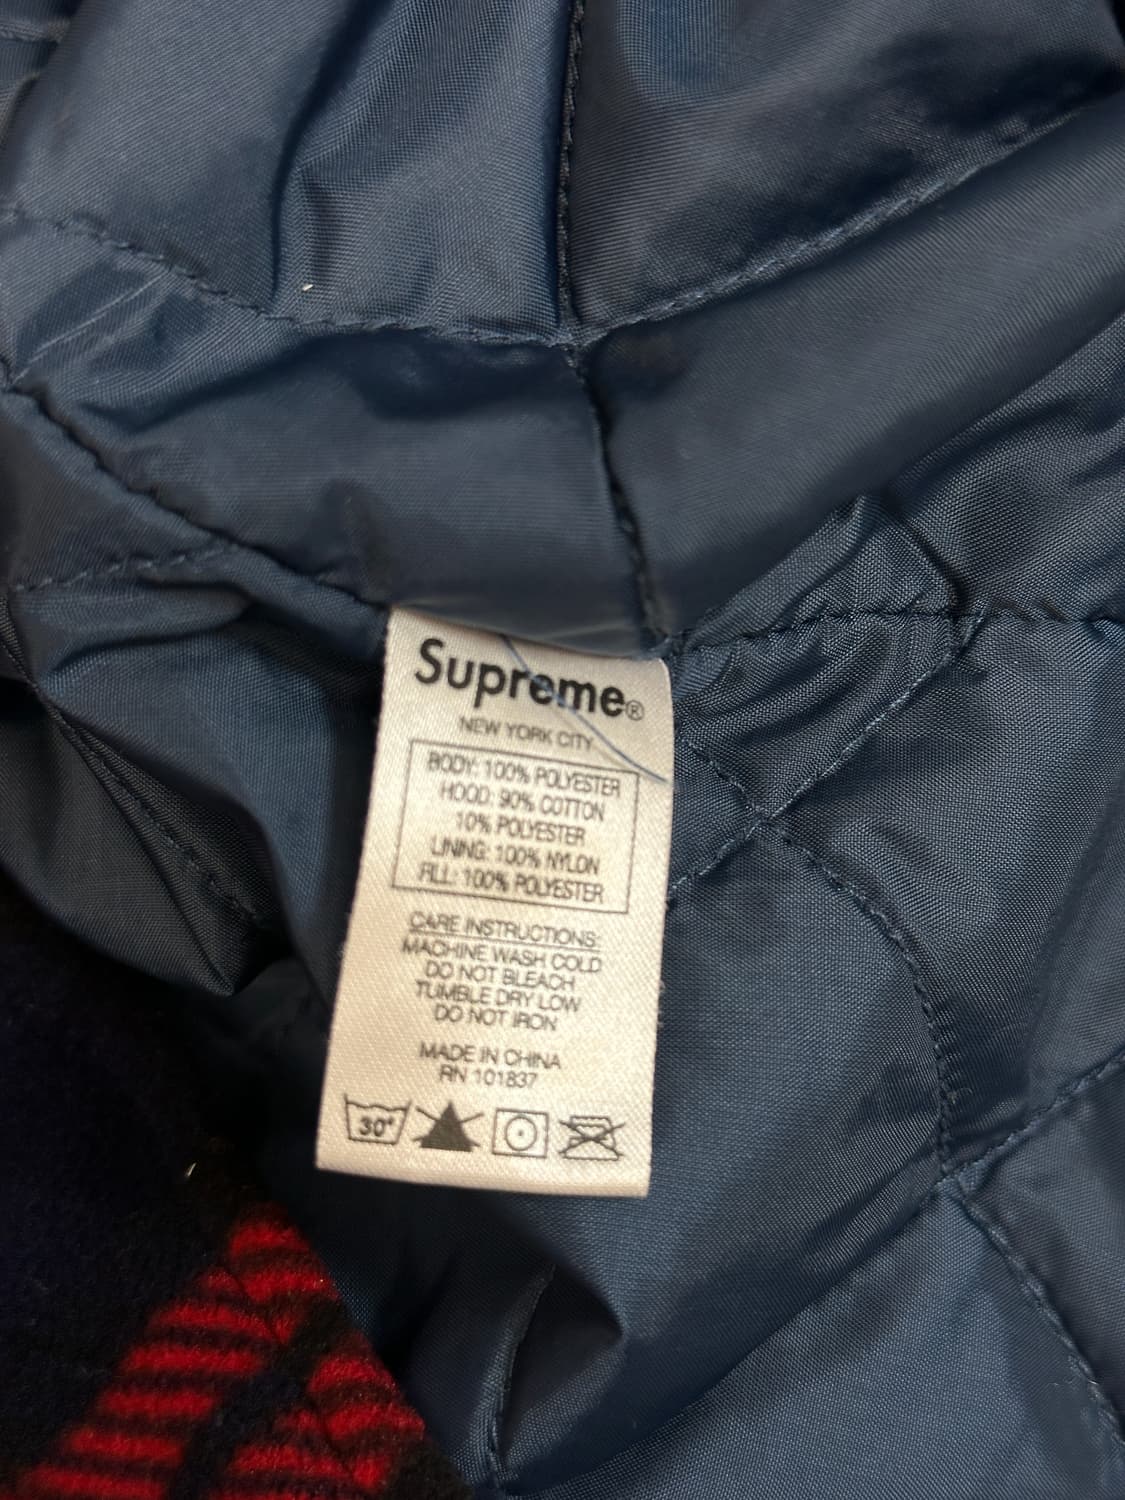 Supreme®
NEW YORK CITY
BODY: 100% POLYESTER
HOOD: 90% COTTON
10% POLYESTER
LINING: 100% NYLON
FILL: 100% POLYESTER
CARE INSTRUCTIONS:
MACHINE WASH COLD
DO NOT BLEACH
TUMBLE DRY LOW
DO NOT IRON
MADE IN CHINA
RN 101837
30°